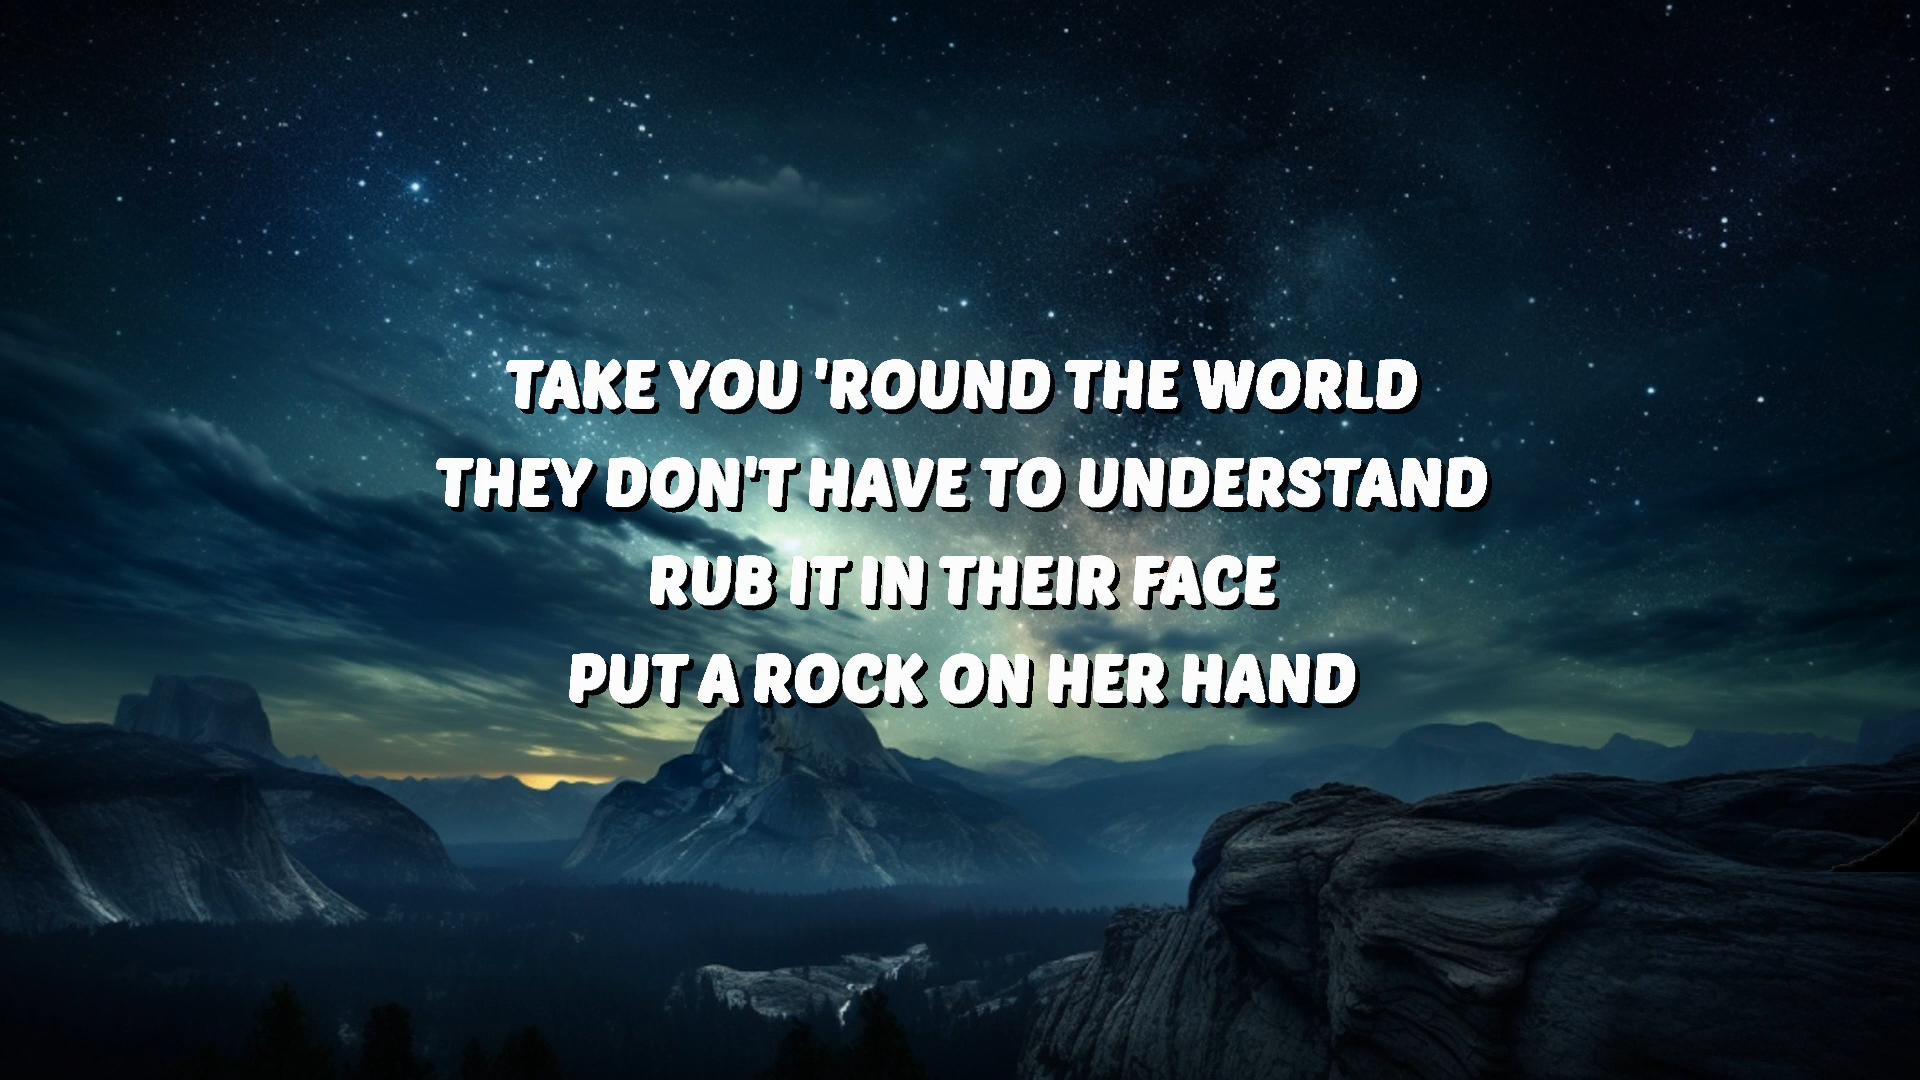 TAKE YOU 'ROUND THE WORLD
THEY DON'T HAVE TO UNDERSTAND
RUB IT IN THEIR FACE
PUT A ROCK ON HER HAND